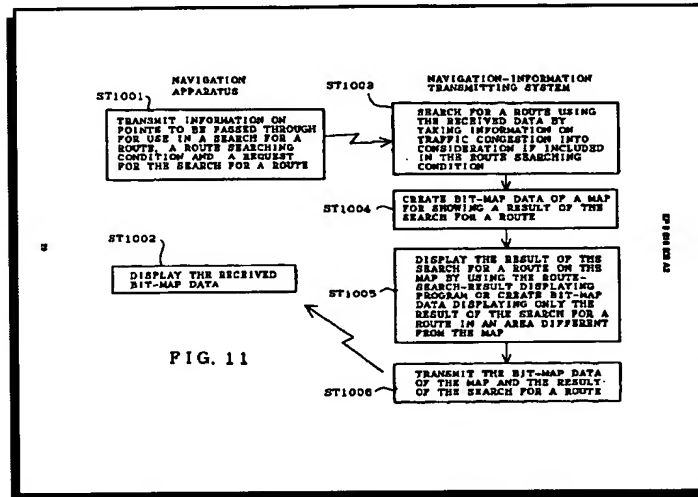 NAVIGATION
APPARATUS
ST1001
TRANSMIT INFORMATION ON
POINTS TO BE PASSED THROUGH
FOR USE IN A SEARCH FOR A
ROUTE, A ROUTE SEARCHING
CONDITION AND A REQUEST
FOR THE SEARCH FOR A ROUTE
NAVIGATION-INFORMATION
TRANSMITTING SYSTEM
ST1003
SEARCH FOR A ROUTE USING
THE RECEIVED DATA BY
TAKING INFORMATION ON
TRAFFIC CONGESTION INTO
CONSIDERATION IF INCLUDED
IN THE ROUTE SEARCHING
CONDITION
ST1004
CREATE BIT-MAP DATA OF A MAP
FOR SHOWING A RESULT OF THE
SEARCH FOR A ROUTE
ST1005
DISPLAY THE RESULT OF THE
SEARCH FOR A ROUTE ON THE
MAP BY USING THE ROUTE-
SEARCH-RESULT DISPLAYING
PROGRAM OR CREATE BIT-MAP
DATA DISPLAYING ONLY THE
RESULT OF THE SEARCH FOR A
ROUTE IN AN AREA DIFFERENT
FROM THE MAP
ST1006
TRANSMIT THE BIT-MAP DATA
OF THE MAP AND THE RESULT
OF THE SEARCH FOR A ROUTE
ST1002
DISPLAY THE RECEIVED
BIT-MAP DATA
FIG. 11